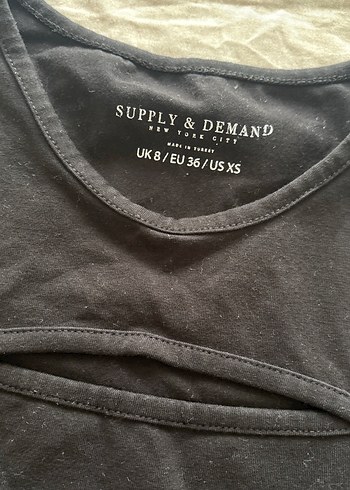 SUPPLY & DEMAND
NEW YORK CITY
MADE IN TURKEY
UK 8 / EU 36 / US XS